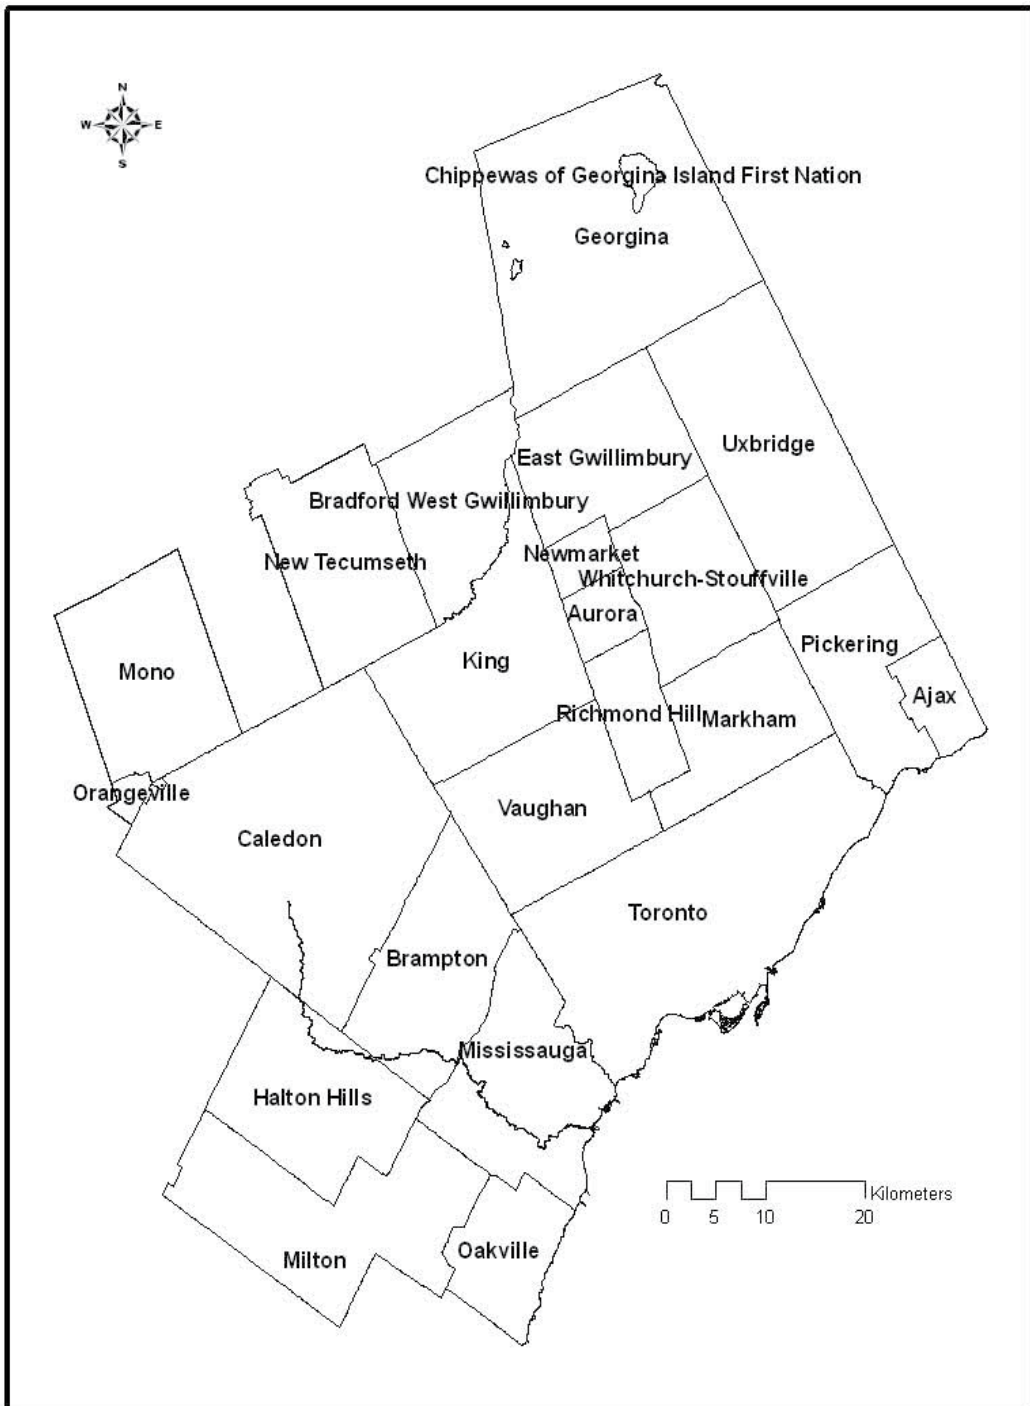 N
W E
S
Chippewas of Georgina Island First Nation
Georgina
Uxbridge
East Gwillimbury
Bradford West Gwillimbury
Newmarket
New Tecumseth
Whitchurch-Stouffville
Aurora
Pickering
King
Mono
Ajax
Richmond Hill
Markham
Orangeville
Vaughan
Caledon
Toronto
Brampton
Mississauga
Halton Hills
Kilometers
0 5 10 20
Oakville
Milton